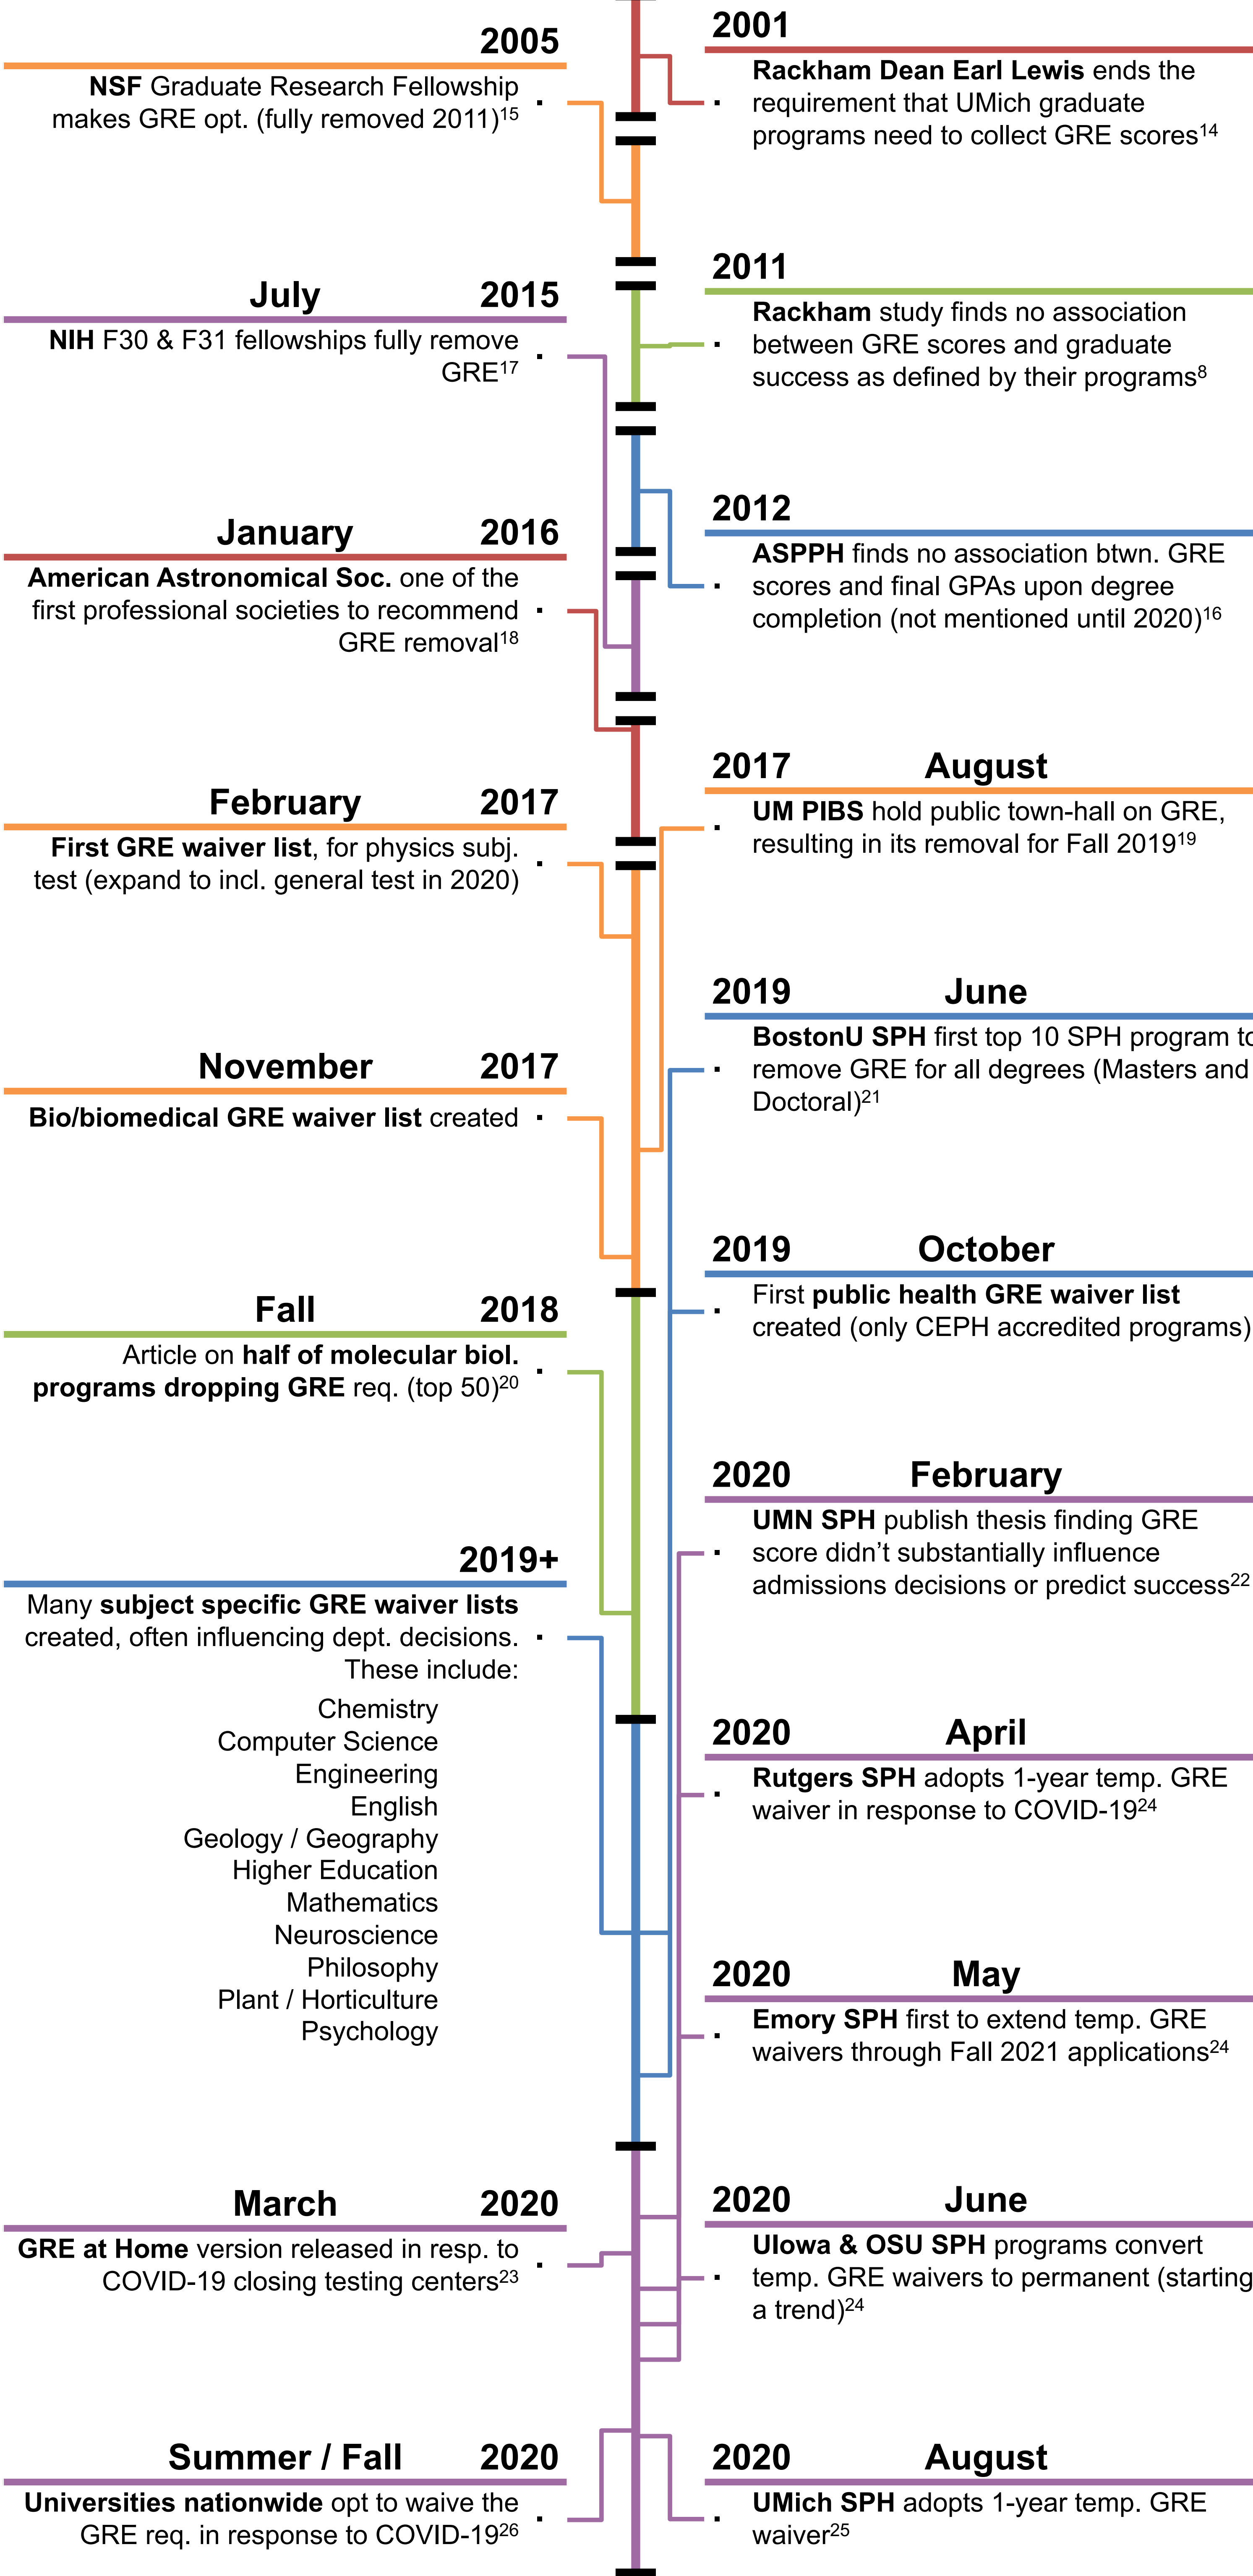 2001
Rackham Dean Earl Lewis ends the
requirement that UMich graduate
programs need to collect GRE scores14
2005
NSF Graduate Research Fellowship
makes GRE opt. (fully removed 2011)15
2011
Rackham study finds no association
between GRE scores and graduate
success as defined by their programs8
July 2015
NIH F30 & F31 fellowships fully remove
GRE17
2012
ASPPH finds no association btwn. GRE
scores and final GPAs upon degree
completion (not mentioned until 2020)16
January 2016
American Astronomical Soc. one of the
first professional societies to recommend
GRE removal18
2017 August
UM PIBS hold public town-hall on GRE,
resulting in its removal for Fall 201919
February 2017
First GRE waiver list, for physics subj.
test (expand to incl. general test in 2020)
2019 June
BostonU SPH first top 10 SPH program to
remove GRE for all degrees (Masters and
Doctoral)21
November 2017
Bio/biomedical GRE waiver list created
2019 October
First public health GRE waiver list
created (only CEPH accredited programs)
Fall 2018
Article on half of molecular biol.
programs dropping GRE req. (top 50)20
2020 February
UMN SPH publish thesis finding GRE
score didn't substantially influence
admissions decisions or predict success22
2019+
Many subject specific GRE waiver lists
created, often influencing dept. decisions.
These include:
Chemistry
Computer Science
Engineering
English
Geology / Geography
Higher Education
Mathematics
Neuroscience
Philosophy
Plant / Horticulture
Psychology
2020 April
Rutgers SPH adopts 1-year temp. GRE
waiver in response to COVID-1924
2020 May
Emory SPH first to extend temp. GRE
waivers through Fall 2021 applications24
March 2020
GRE at Home version released in resp. to
COVID-19 closing testing centers23
2020 June
UIowa & OSU SPH programs convert
temp. GRE waivers to permanent (starting
a trend)24
Summer / Fall 2020
Universities nationwide opt to waive the
GRE req. in response to COVID-1926
2020 August
UMich SPH adopts 1-year temp. GRE
waiver25